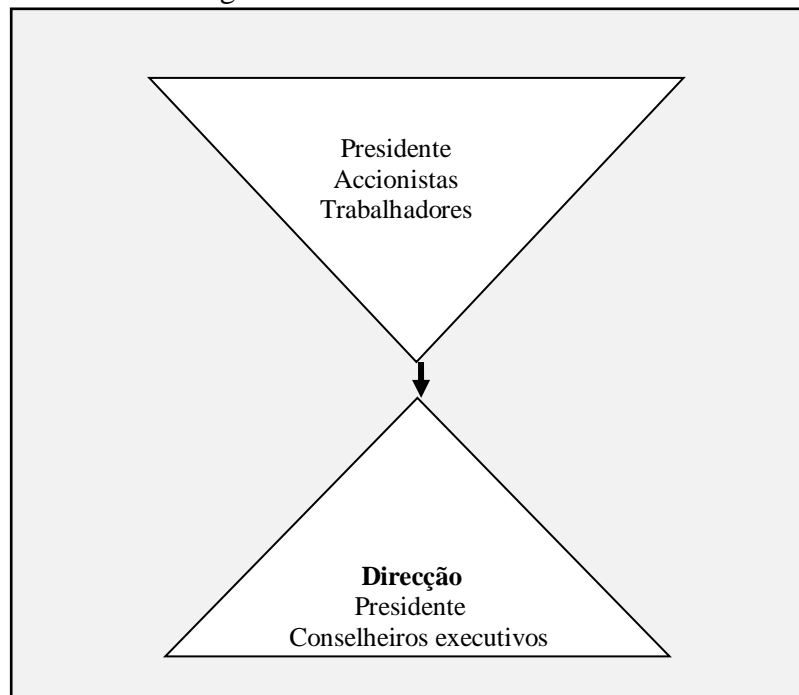 Presidente
Accionistas
Trabalhadores
Direcção
Presidente
Conselheiros executivos